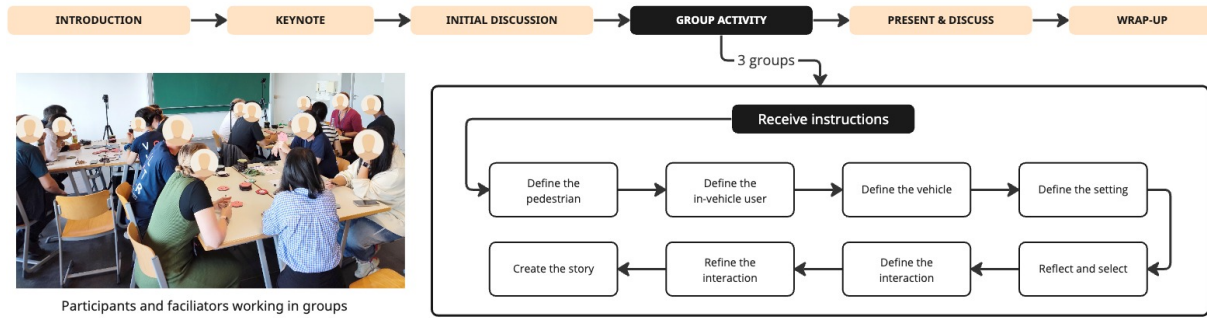 INTRODUCTION
KEYNOTE
INITIAL DISCUSSION
GROUP ACTIVITY
PRESENT & DISCUSS
WRAP-UP
3 groups
Receive instructions
Define the
pedestrian
Define the
in-vehicle user
Define the vehicle
Define the setting
Reflect and select
Define the
interaction
Refine the
interaction
Create the story
Participants and faciliators working in groups